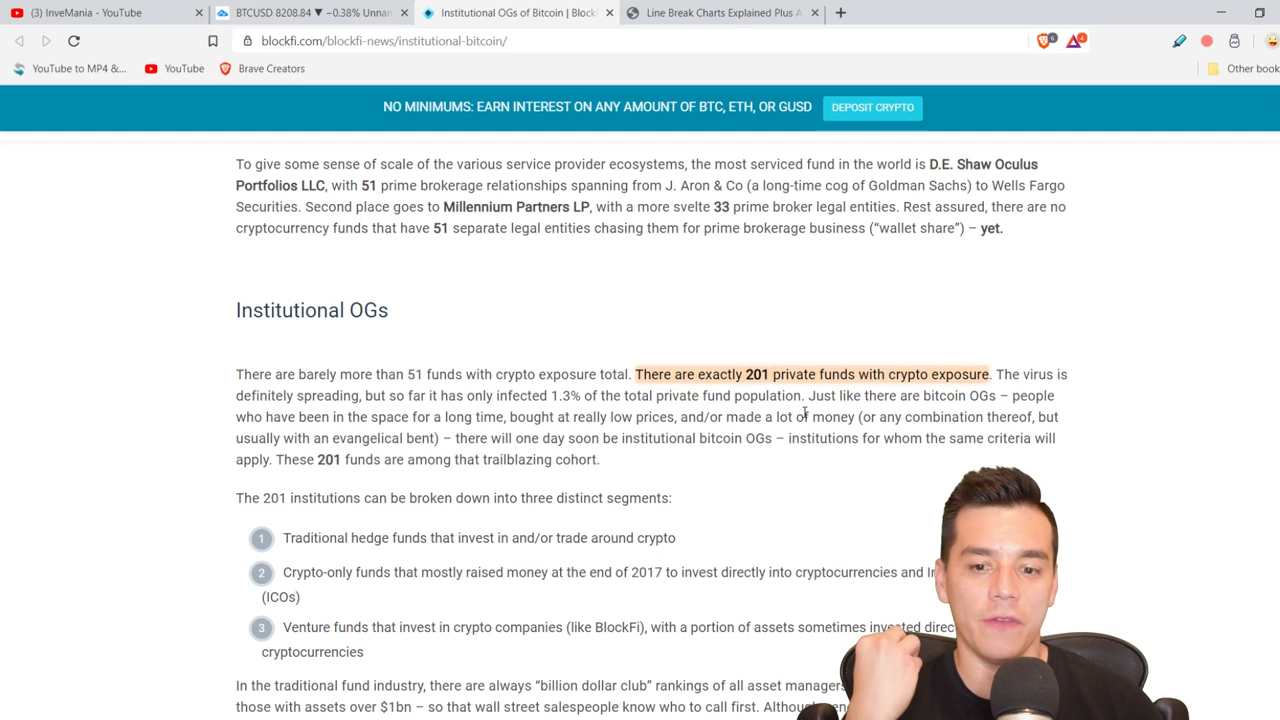 (3) InveMania - YouTube
BTCUSD 8208.84 ▼ −0.38% Unnan
Institutional OGs of Bitcoin | Block
Line Break Charts Explained Plus A
blockfi.com/blockfi-news/institutional-bitcoin/
6
4
YouTube to MP4 &...
YouTube
Brave Creators
Other book
NO MINIMUMS: EARN INTEREST ON ANY AMOUNT OF BTC, ETH, OR GUSD
DEPOSIT CRYPTO
To give some sense of scale of the various service provider ecosystems, the most serviced fund in the world is D.E. Shaw Oculus
Portfolios LLC, with 51 prime brokerage relationships spanning from J. Aron & Co (a long-time cog of Goldman Sachs) to Wells Fargo
Securities. Second place goes to Millennium Partners LP, with a more svelte 33 prime broker legal entities. Rest assured, there are no
cryptocurrency funds that have 51 separate legal entities chasing them for prime brokerage business (“wallet share”) – yet.
Institutional OGs
There are barely more than 51 funds with crypto exposure total. There are exactly 201 private funds with crypto exposure. The virus is
definitely spreading, but so far it has only infected 1.3% of the total private fund population. Just like there are bitcoin OGs – people
who have been in the space for a long time, bought at really low prices, and/or made a lot of money (or any combination thereof, but
usually with an evangelical bent) – there will one day soon be institutional bitcoin OGs – institutions for whom the same criteria will
apply. These 201 funds are among that trailblazing cohort.
The 201 institutions can be broken down into three distinct segments:
1 Traditional hedge funds that invest in and/or trade around crypto
2 Crypto-only funds that mostly raised money at the end of 2017 to invest directly into cryptocurrencies and
(ICOs)
3 Venture funds that invest in crypto companies (like BlockFi), with a portion of assets sometimes invested direc
cryptocurrencies
In the traditional fund industry, there are always “billion dollar club” rankings of all asset managers
those with assets over $1bn – so that wall street salespeople know who to call first.